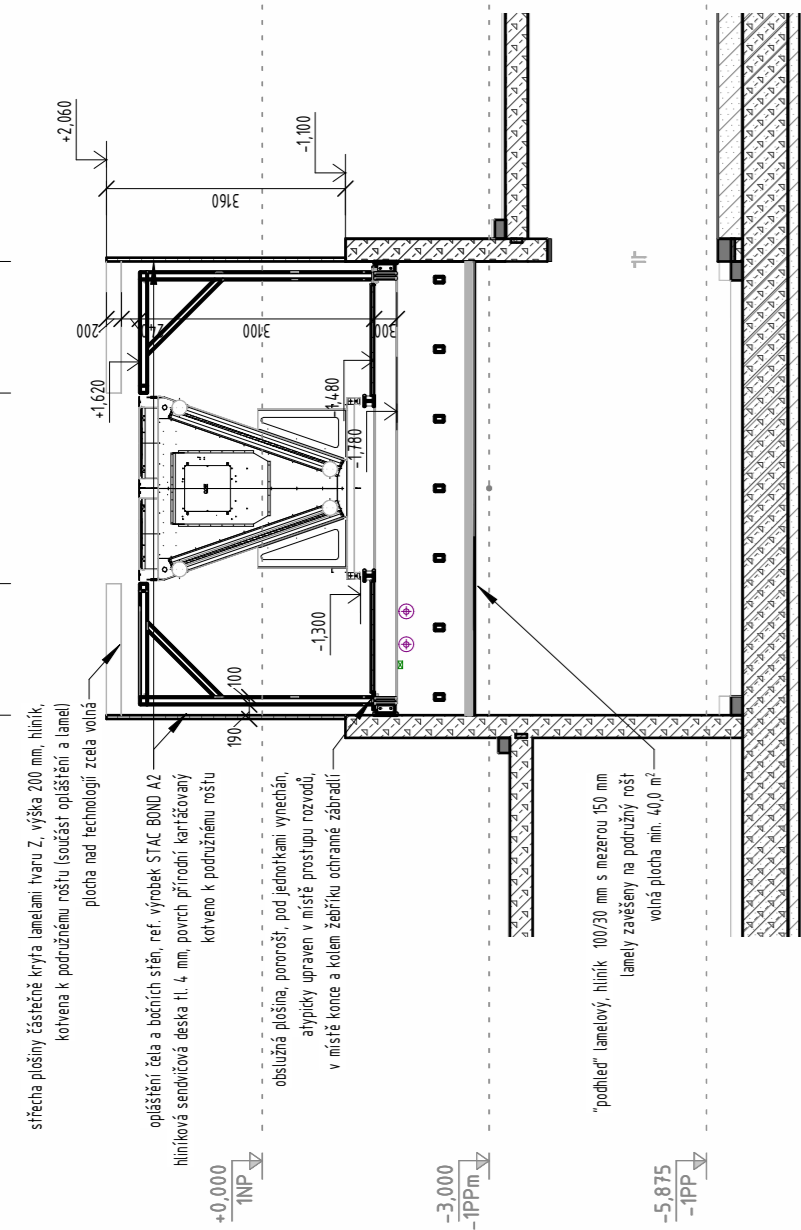 střecha plošiny částečně kryta lamelami tvaru Z, výška 200 mm, hliník,
kotvena k podružnému roštu (součást opláštění a lamel)
plocha nad technologií zcela volná
opláštění čela a bočních stěn, ref. výrobek STAC BOND A2
hliníková sendvičová deska tl. 4 mm, povrch přírodní kartáčovaný
kotveno k podružnému roštu
obslužná plošina, pororošt, pod jednotkami vynechán,
atypicky upraven v místě prostupu rozvodů,
v místě konce a kolem žebříku ochranné zábradlí
"podhled" lamelový, hliník 100/30 mm s mezerou 150 mm
lamely zavěšeny na podružný rošt
volná plocha min. 40,0 m²
+2,060
-1,100
3160
200
240
3100
300
+1,620
-1,480
-1,780
-1,300
100
190
+0,000
1NP
-3,000
-1PPm
-5,875
-1PP